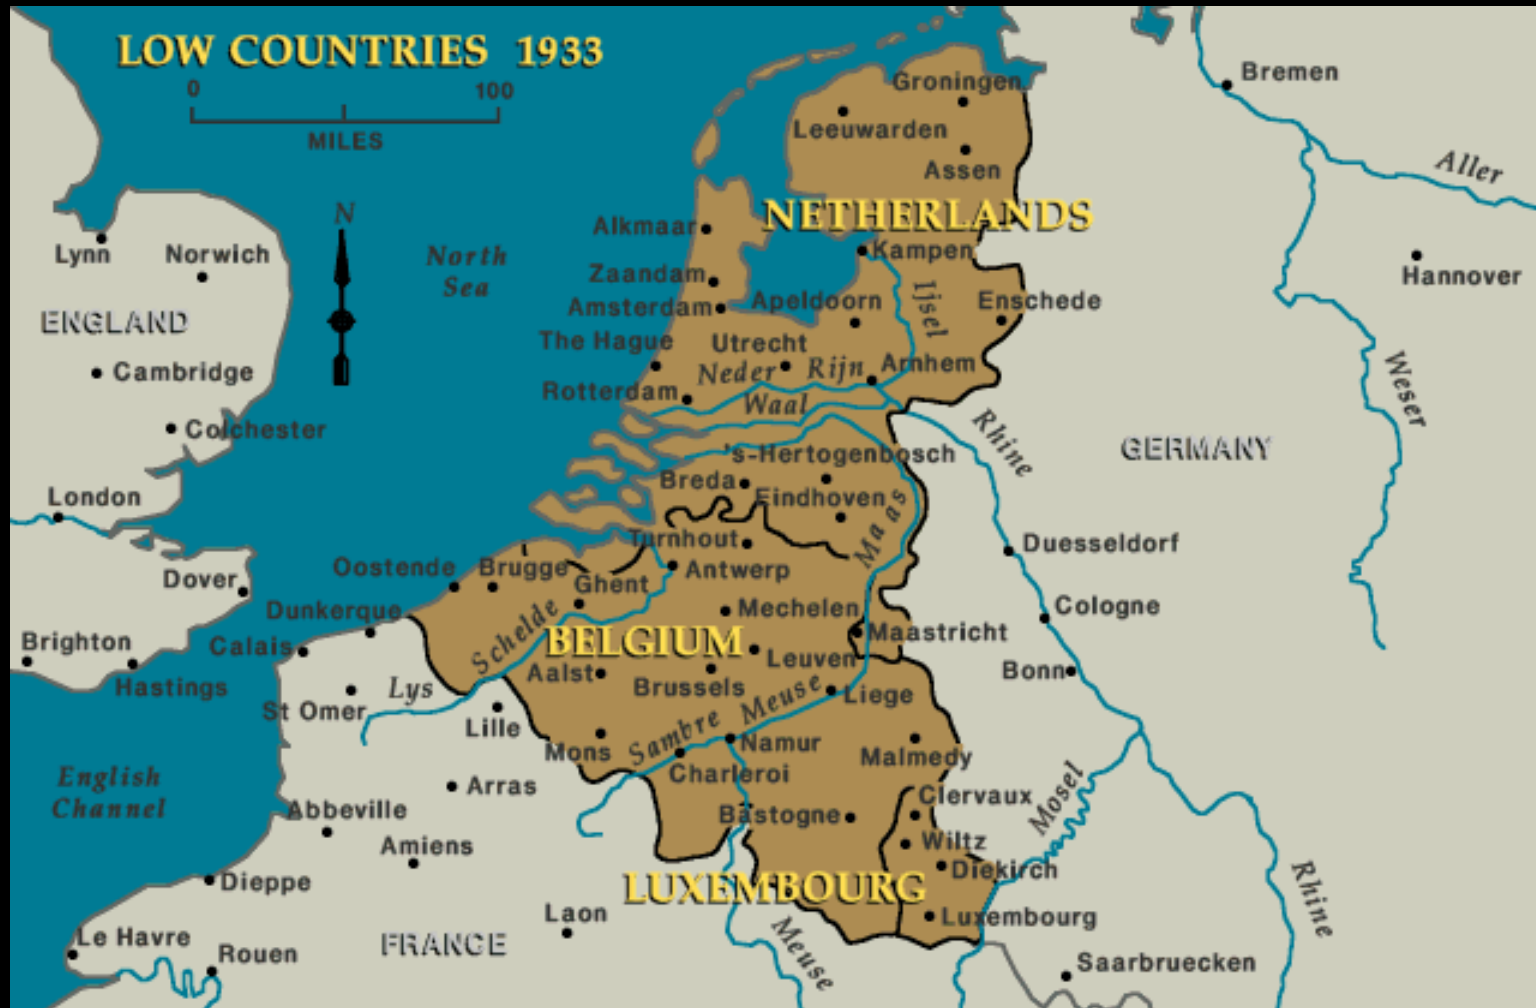 LOW COUNTRIES 1933
0 100
MILES
N
North
Sea
Groningen
Leeuwarden
Assen
Bremen
Aller
NETHERLANDS
Alkmaar
Kampen
Lynn
Norwich
Hannover
Zaandam
Amsterdam
Apeldoorn
Ijsel
Enschede
ENGLAND
The Hague
Utrecht
Cambridge
Neder Rijn
Arnhem
Rotterdam
Waal
Weser
Colchester
Rhine
GERMANY
's-Hertogenbosch
Breda
Eindhoven
London
Maas
Turnhout
Duesseldorf
Oostende
Brugge
Antwerp
Dover
Ghent
Dunkerque
Mechelen
Cologne
Schelde
BELGIUM
Maastricht
Brighton
Calais
Leuven
Hastings
Aalst
Brussels
Bonn
Lys
Meuse
Liege
St Omer
Lille
Sambre
Mons
Namur
Malmedy
Charleroi
English
Channel
Arras
Clervaux
Mosel
Abbeville
Bastogne
Wiltz
Amiens
Diekirch
Dieppe
LUXEMBOURG
Rhine
Laon
Luxembourg
Le Havre
FRANCE
Rouen
Meuse
Saarbruecken